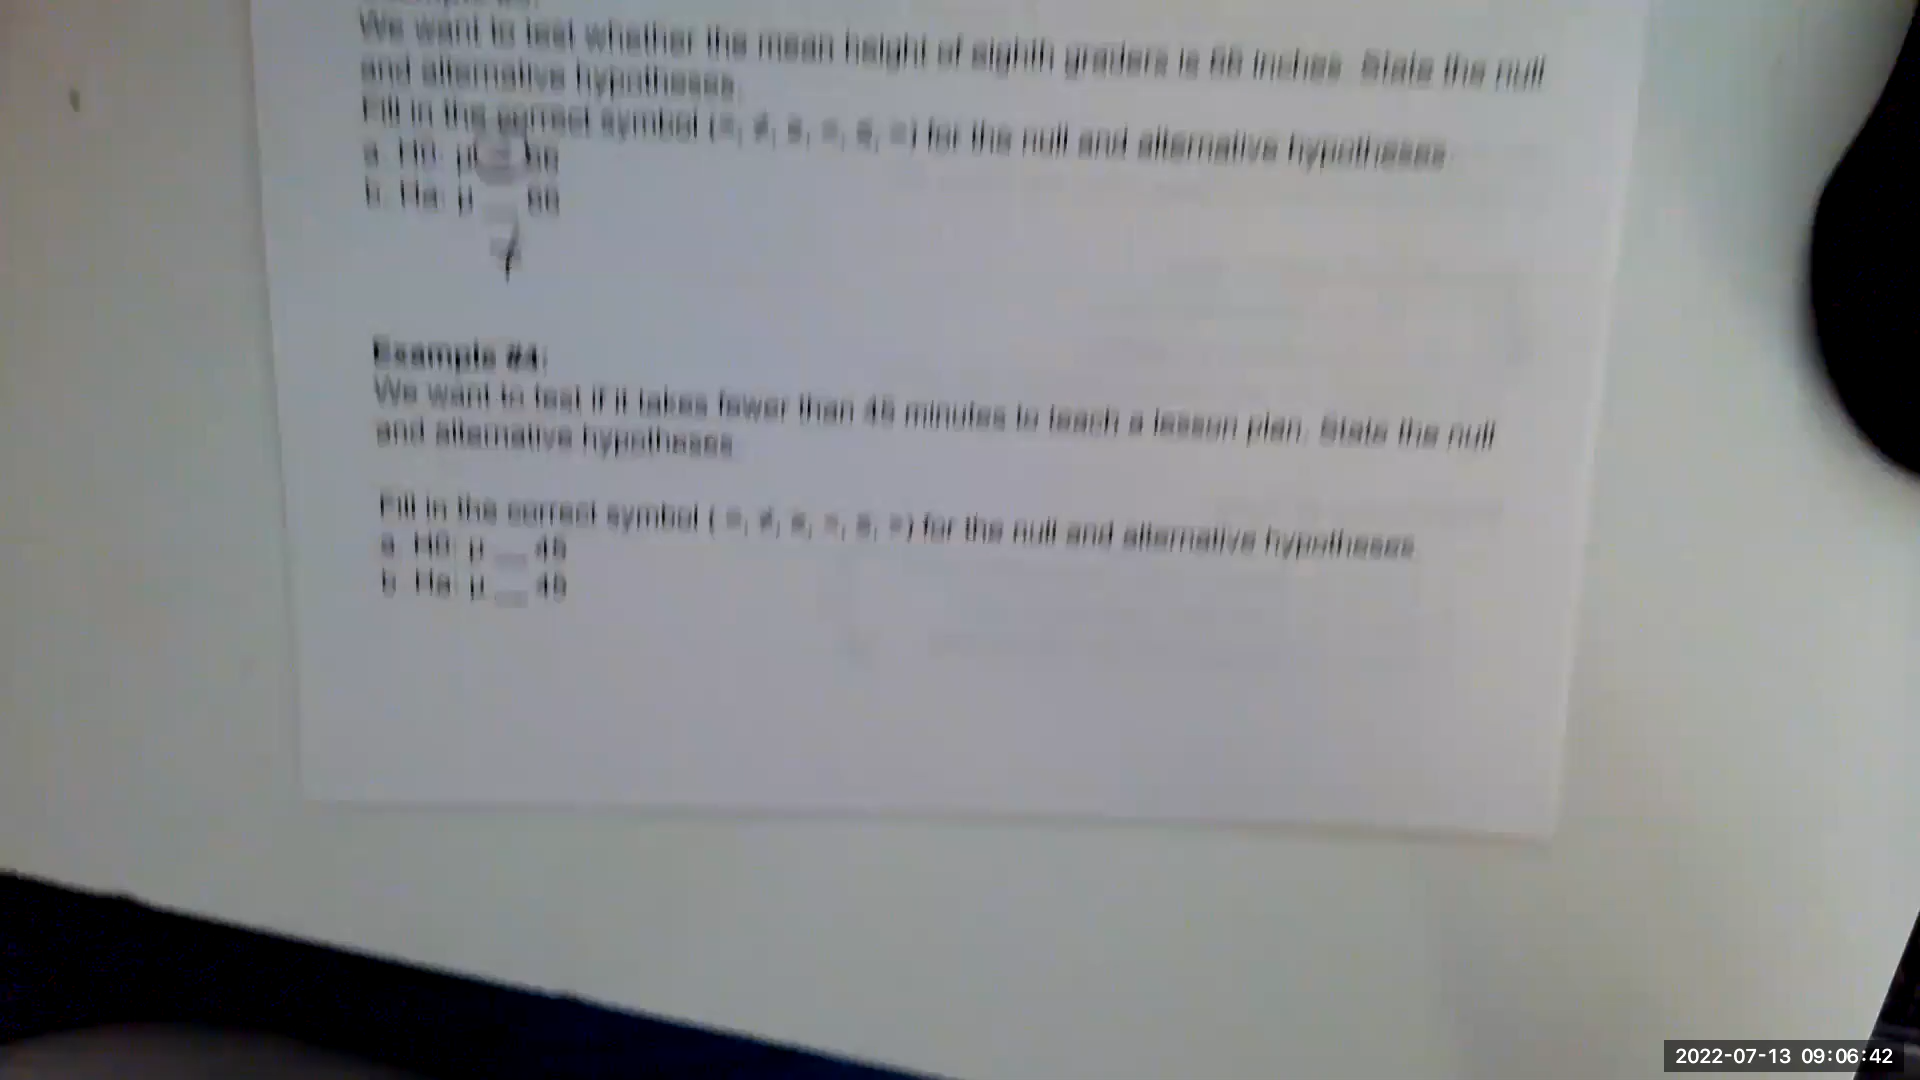 We want to test whether the mean height of eighth graders is 66 inches. State the null
and alternative hypotheses.
Fill in the correct symbol (=, ≠, ≥, <, ≤, >) for the null and alternative hypotheses.
a. H0: μ = 66
b. Ha: μ __ 66
≠
Example #4:
We want to test if it takes fewer than 45 minutes to teach a lesson plan. State the null
and alternative hypotheses.
Fill in the correct symbol ( =, ≠, ≥, <, ≤, >) for the null and alternative hypotheses.
a. H0: μ __ 45
b. Ha: μ __ 45
2022-07-13 09:06:42